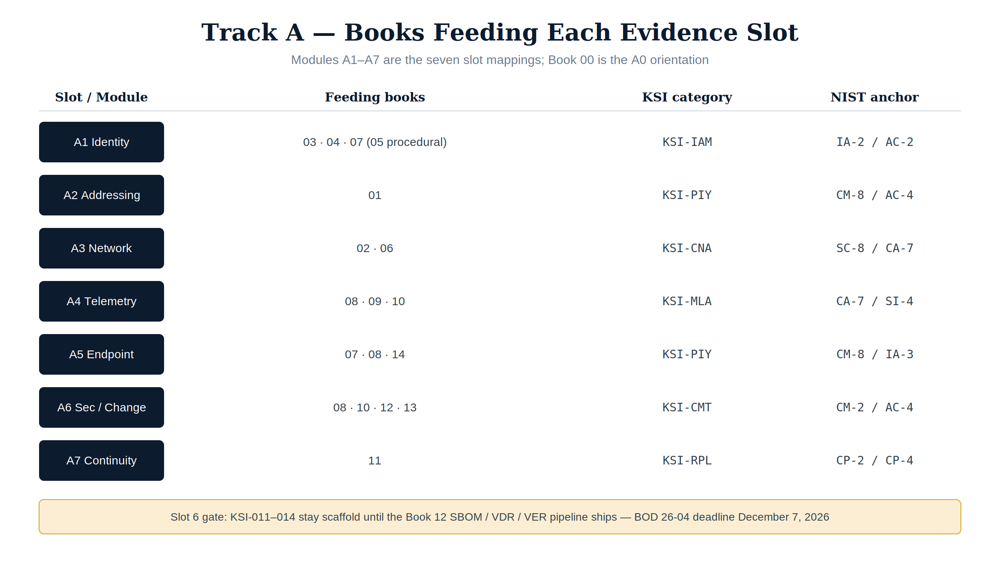 Track A — Books Feeding Each Evidence Slot
Modules A1–A7 are the seven slot mappings; Book 00 is the A0 orientation
Slot / Module Feeding books KSI category NIST anchor
A1 Identity 03 · 04 · 07 (05 procedural) KSI-IAM IA-2 / AC-2
A2 Addressing 01 KSI-PIY CM-8 / AC-4
A3 Network 02 · 06 KSI-CNA SC-8 / CA-7
A4 Telemetry 08 · 09 · 10 KSI-MLA CA-7 / SI-4
A5 Endpoint 07 · 08 · 14 KSI-PIY CM-8 / IA-3
A6 Sec / Change 08 · 10 · 12 · 13 KSI-CMT CM-2 / AC-4
A7 Continuity 11 KSI-RPL CP-2 / CP-4
Slot 6 gate: KSI-011–014 stay scaffold until the Book 12 SBOM / VDR / VER pipeline ships — BOD 26-04 deadline December 7, 2026